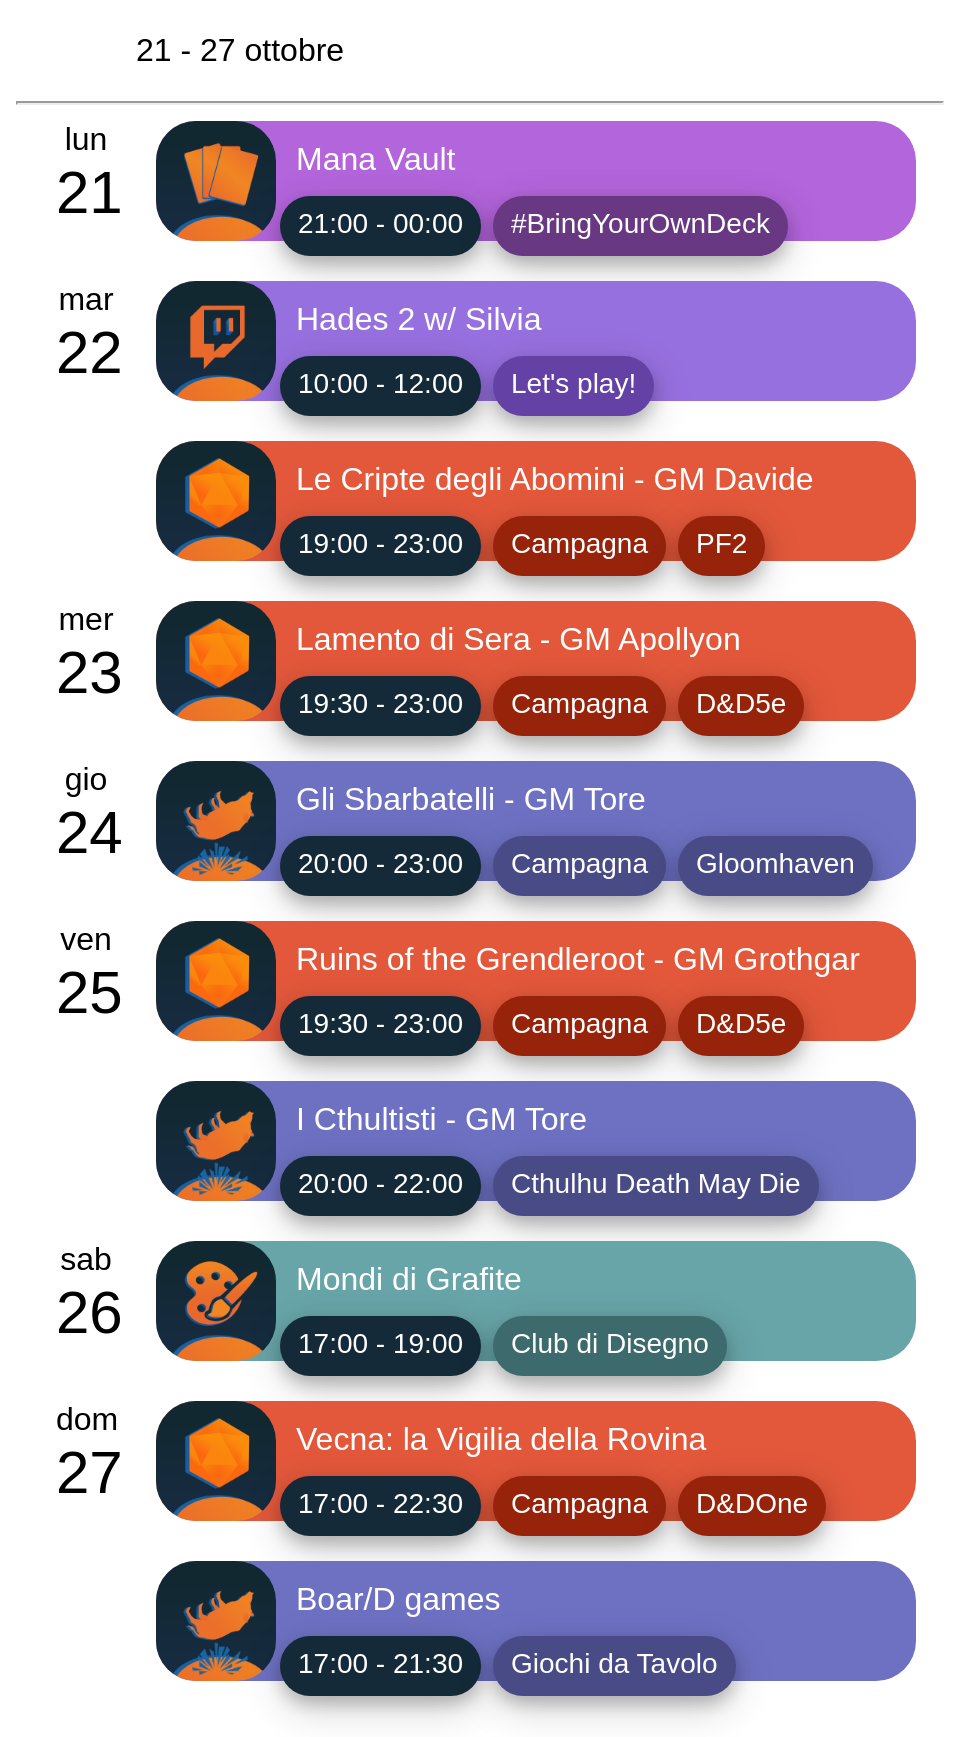 21 - 27 ottobre
lun
21
Mana Vault
21:00 - 00:00 #BringYourOwnDeck
mar
22
Hades 2 w/ Silvia
10:00 - 12:00 Let's play!
Le Cripte degli Abomini - GM Davide
19:00 - 23:00 Campagna PF2
mer
23
Lamento di Sera - GM Apollyon
19:30 - 23:00 Campagna D&D5e
gio
24
Gli Sbarbatelli - GM Tore
20:00 - 23:00 Campagna Gloomhaven
ven
25
Ruins of the Grendleroot - GM Grothgar
19:30 - 23:00 Campagna D&D5e
I Cthultisti - GM Tore
20:00 - 22:00 Cthulhu Death May Die
sab
26
Mondi di Grafite
17:00 - 19:00 Club di Disegno
dom
27
Vecna: la Vigilia della Rovina
17:00 - 22:30 Campagna D&DOne
Boar/D games
17:00 - 21:30 Giochi da Tavolo